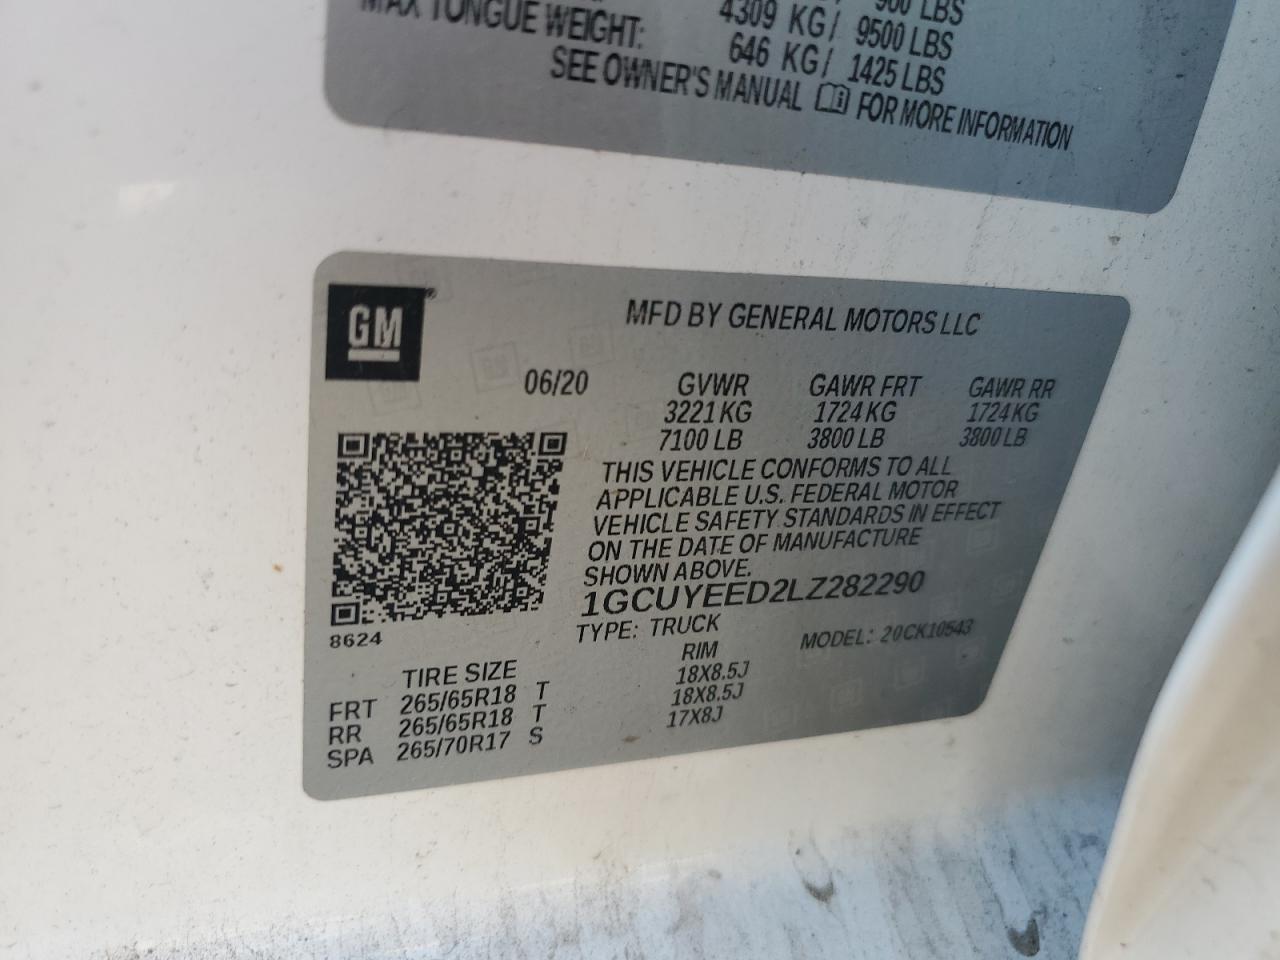 900 LBS
4309 KG/ 9500 LBS
MAX TONGUE WEIGHT: 646 KG/ 1425 LBS
SEE OWNER'S MANUAL FOR MORE INFORMATION
GM®
MFD BY GENERAL MOTORS LLC
06/20 GVWR GAWR FRT GAWR RR
3221 KG 1724 KG 1724 KG
7100 LB 3800 LB 3800 LB
THIS VEHICLE CONFORMS TO ALL
APPLICABLE U.S. FEDERAL MOTOR
VEHICLE SAFETY STANDARDS IN EFFECT
ON THE DATE OF MANUFACTURE
SHOWN ABOVE.
1GCUYEED2LZ282290
8624
TYPE: TRUCK MODEL: 20CK10543
TIRE SIZE RIM
FRT 265/65R18 T 18X8.5J
RR 265/65R18 T 18X8.5J
SPA 265/70R17 S 17X8J